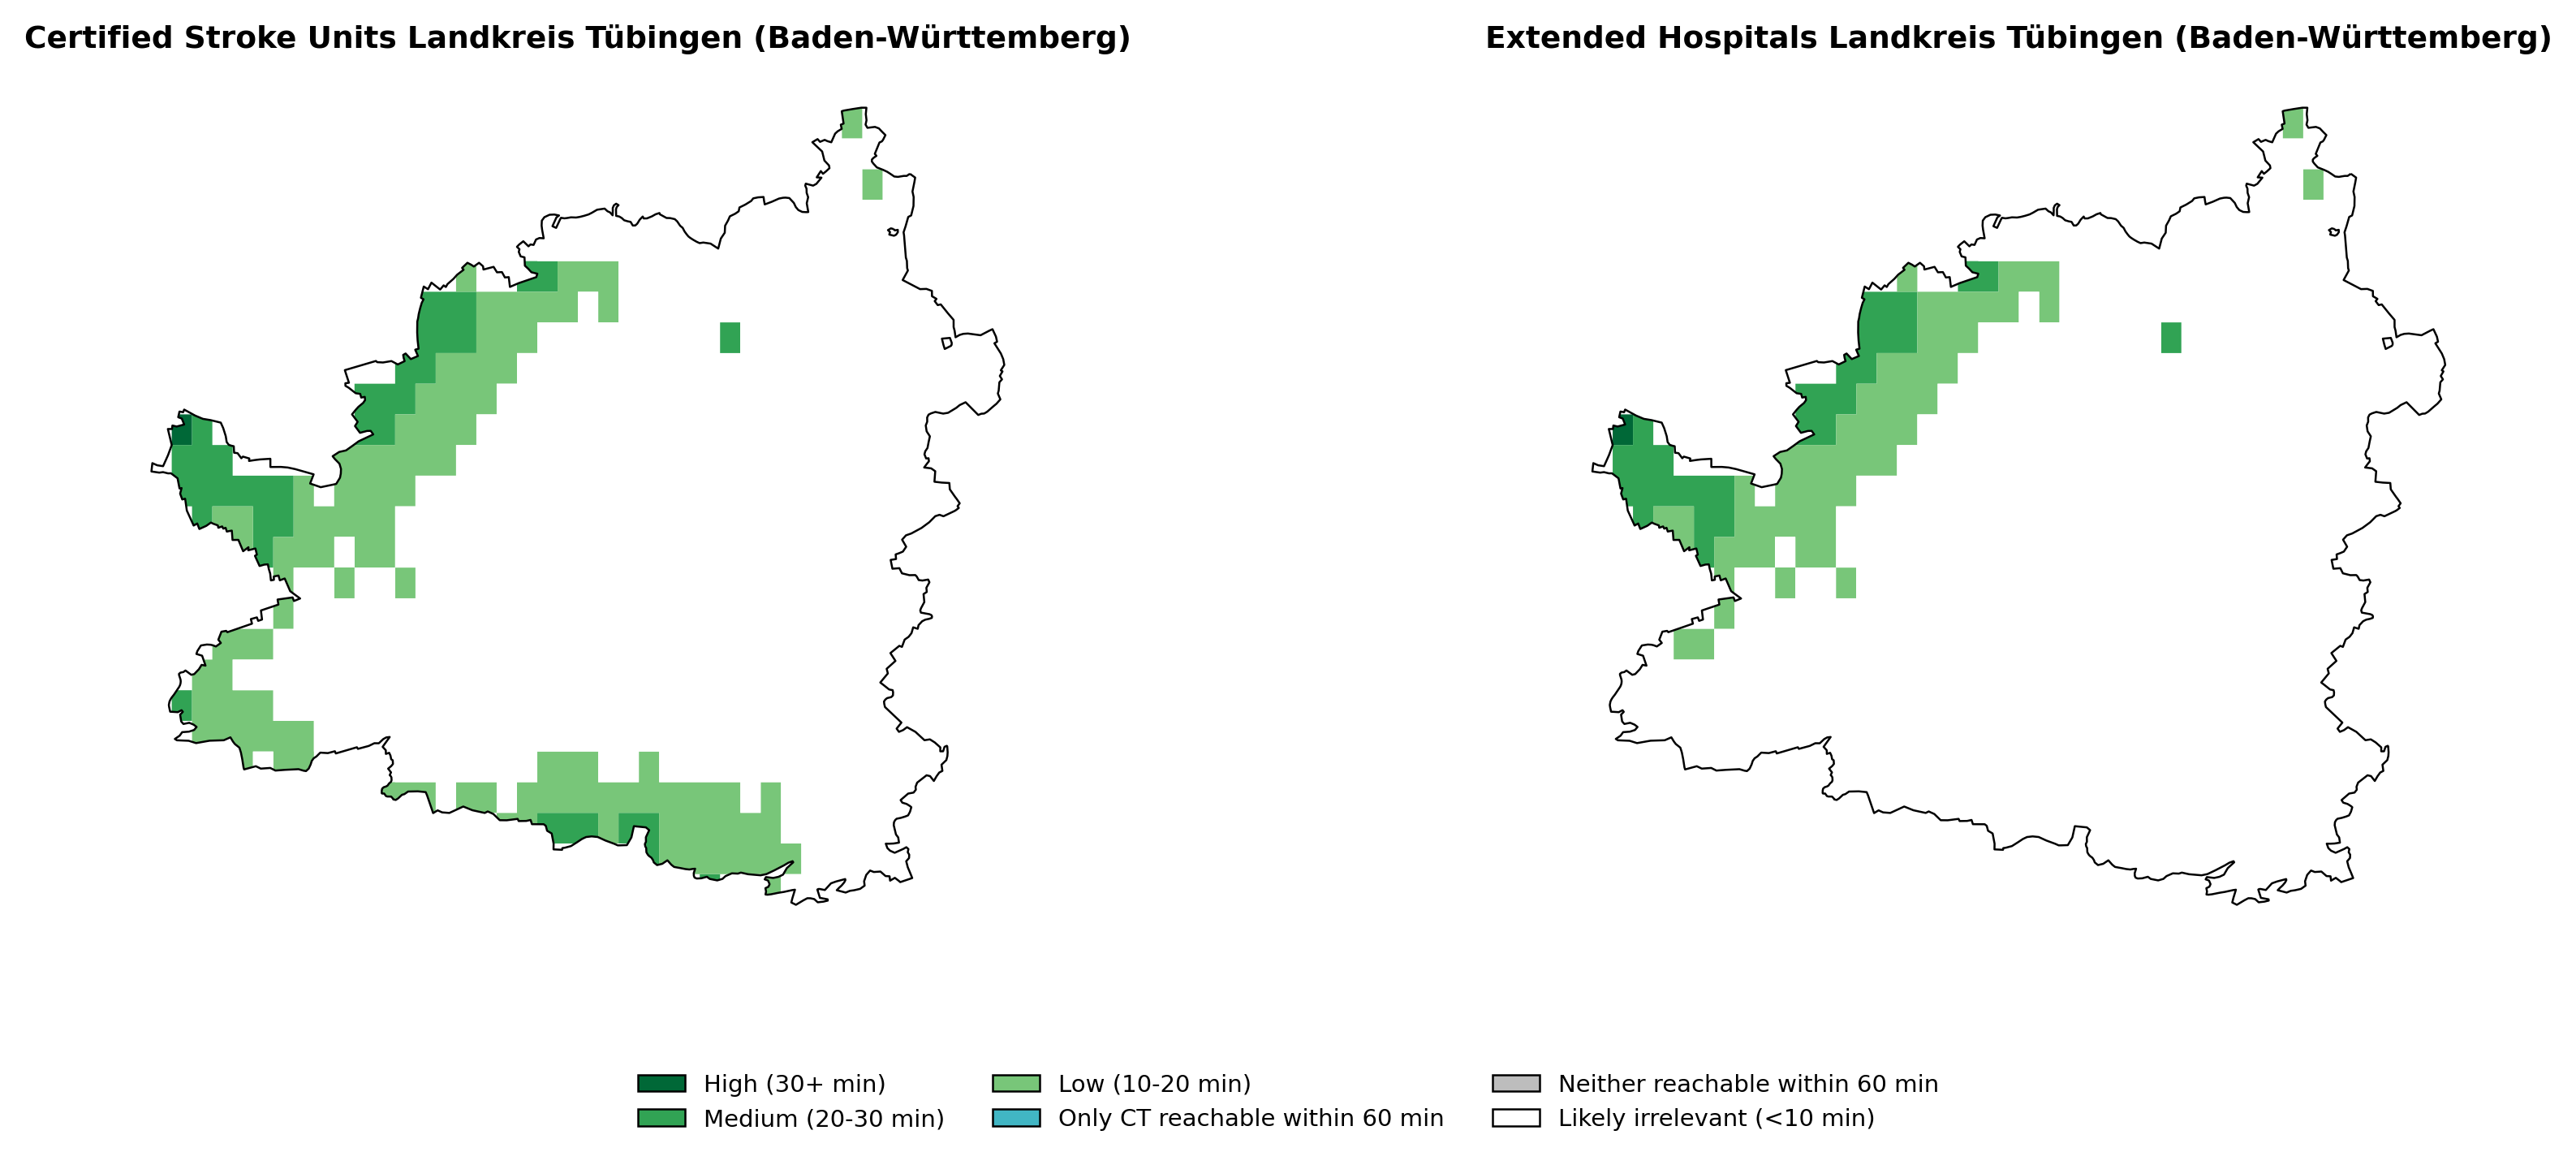 Certified Stroke Units Landkreis Tübingen (Baden-Württemberg)
Extended Hospitals Landkreis Tübingen (Baden-Württemberg)
High (30+ min)
Medium (20-30 min)
Low (10-20 min)
Only CT reachable within 60 min
Neither reachable within 60 min
Likely irrelevant (<10 min)